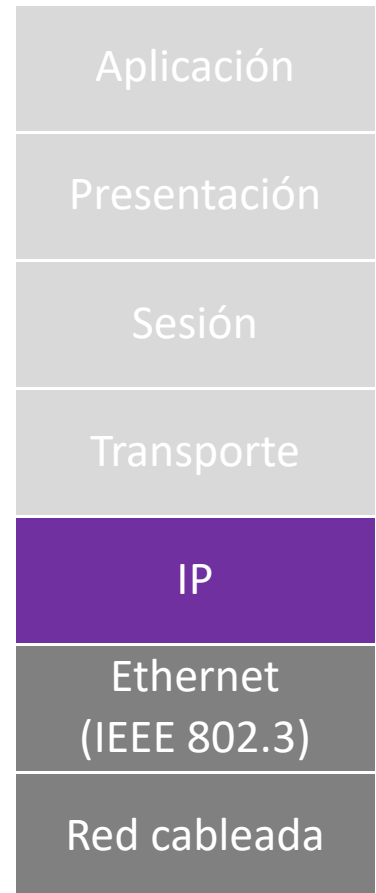 Aplicación
Presentación
Sesión
Transporte
IP
Ethernet
(IEEE 802.3)
Red cableada